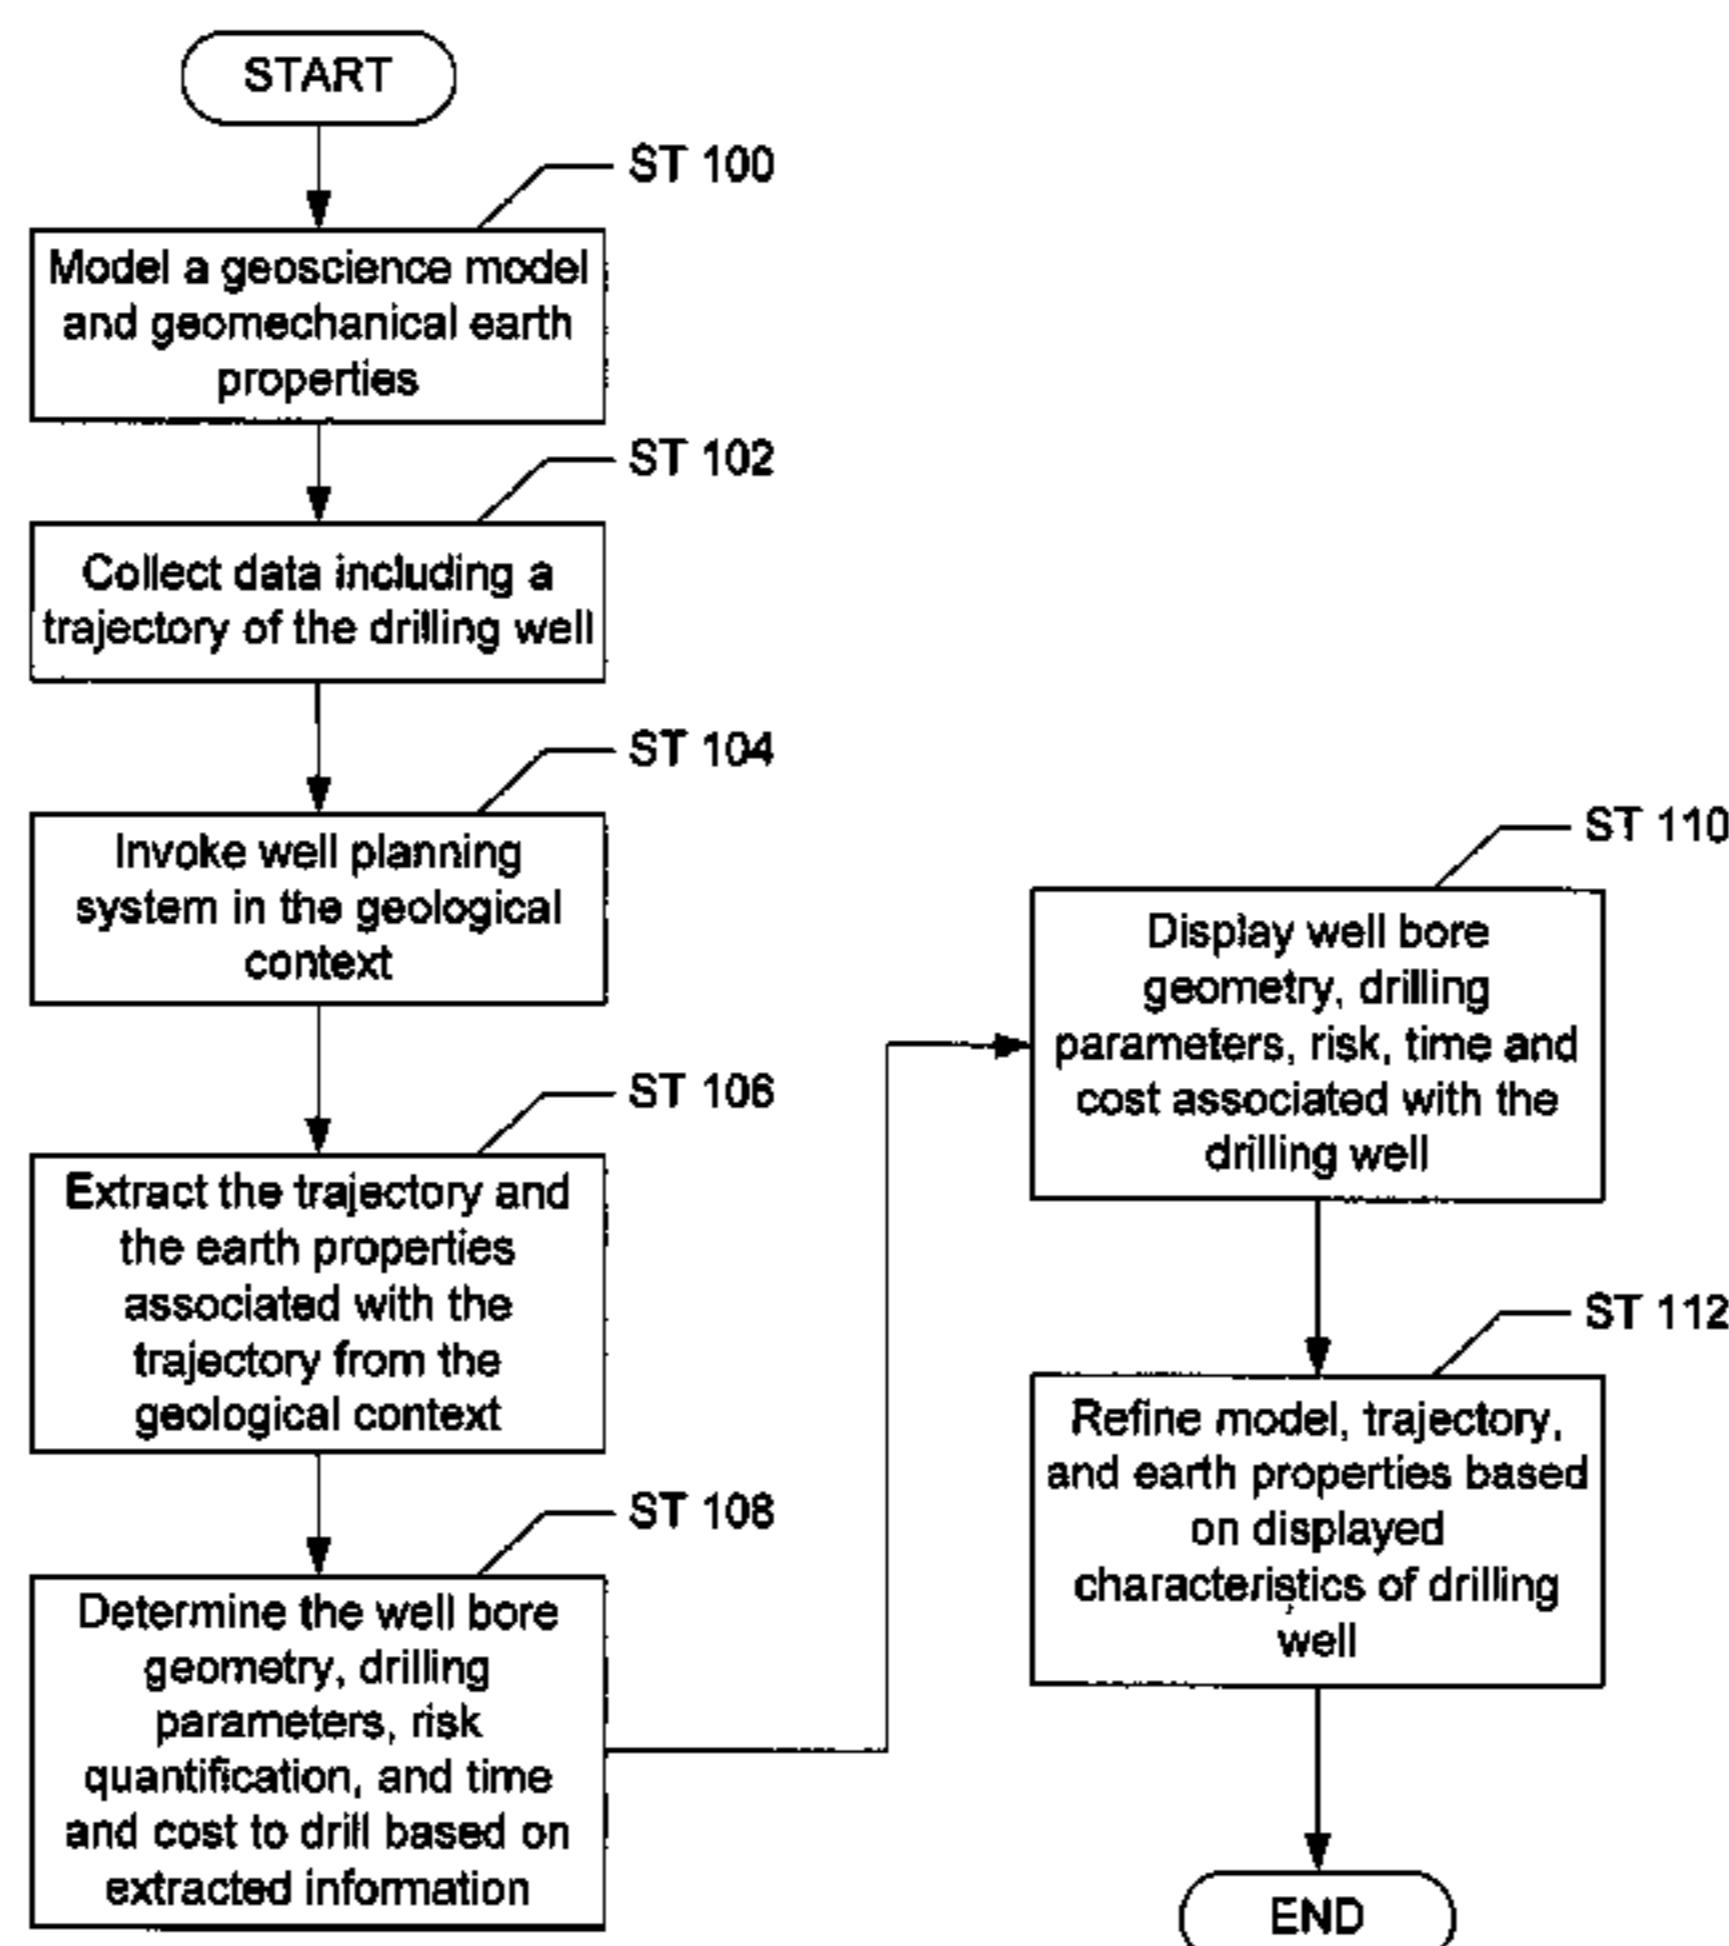 START
ST 100
Model a geoscience model
and geomechanical earth
properties
ST 102
Collect data including a
trajectory of the drilling well
ST 104
Invoke well planning
system in the geological
context
ST 106
Extract the trajectory and
the earth properties
associated with the
trajectory from the
geological context
ST 108
Determine the well bore
geometry, drilling
parameters, risk
quantification, and time
and cost to drill based on
extracted information
ST 110
Display well bore
geometry, drilling
parameters, risk, time and
cost associated with the
drilling well
ST 112
Refine model, trajectory,
and earth properties based
on displayed
characteristics of drilling
well
END